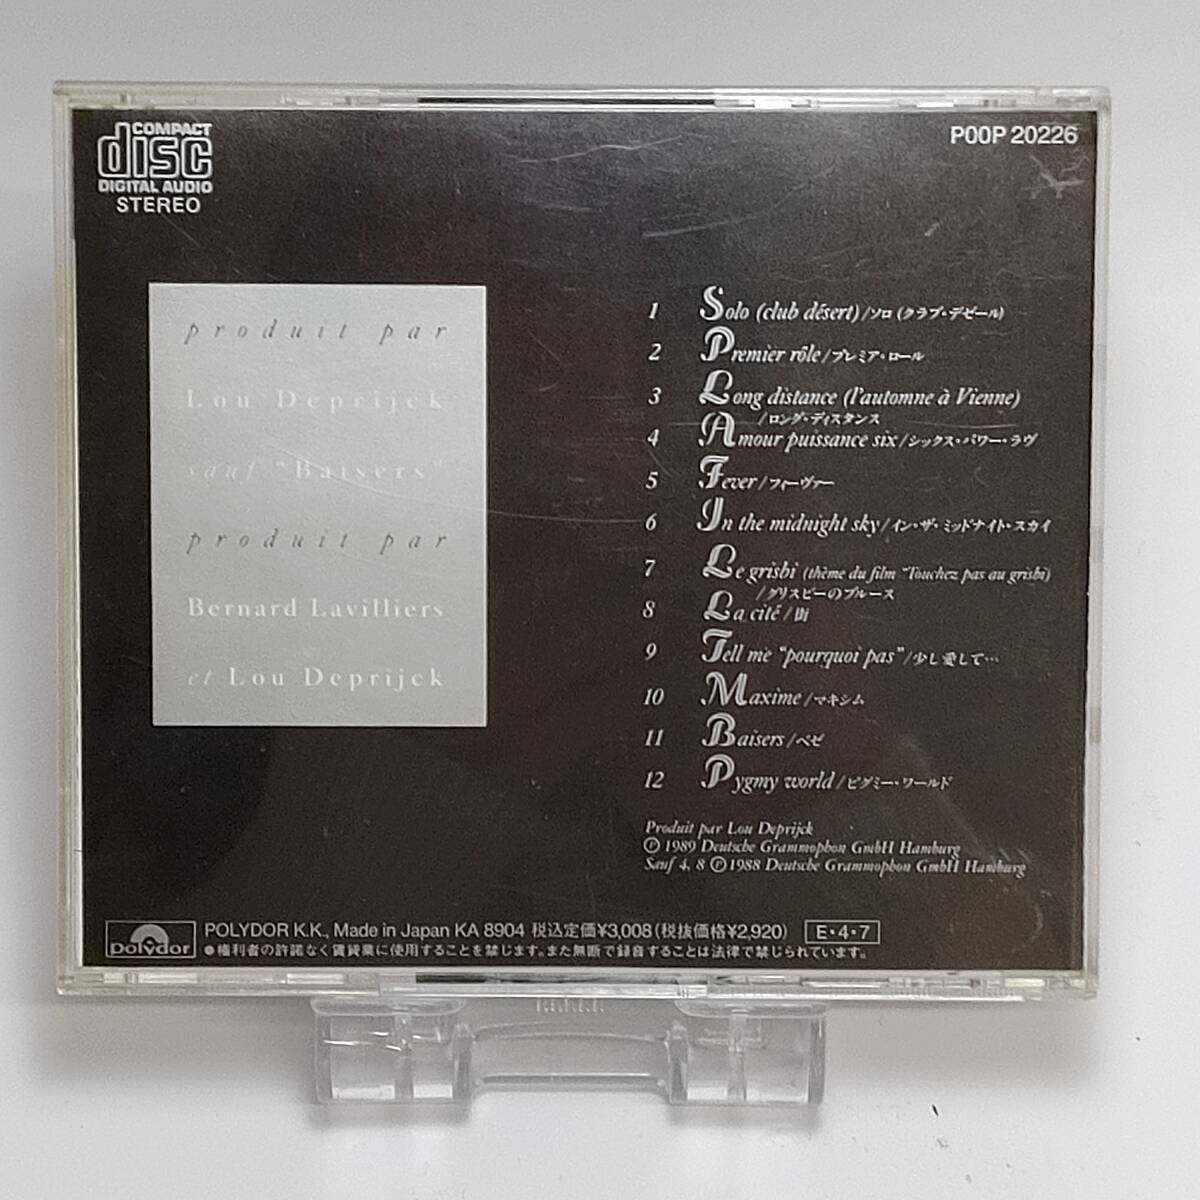 COMPACT
disc
DIGITAL AUDIO
STEREO
P00P 20226
produit par
Lou Deprijck
sauf "Baisers"
produit par
Bernard Lavilliers
et Lou Deprijck
1 Solo (club désert)/ソロ (クラブ・デゼール)
2 Premier rôle/プレミア・ロール
3 Long distance (l'automne à Vienne)
/ロング・ディスタンス
4 Amour puissance six/シックス・パワー・ラヴ
5 Fever/フィーヴァー
6 In the midnight sky/イン・ザ・ミッドナイト・スカイ
7 Le grisbi (thème du film "Touchez pas au grisbi)
/グリスビーのブルース
8 La cité/街
9 Tell me "pourquoi pas"/少し愛して…
10 Maxime/マキシム
11 Baisers/ベゼ
12 Pygmy world/ピグミー・ワールド
Produit par Lou Deprijck
Ⓟ 1989 Deutsche Grammophon GmbH Hamburg
Sauf 4, 8 Ⓟ 1988 Deutsche Grammophon GmbH Hamburg
polydor
POLYDOR K.K., Made in Japan KA 8904 税込定価¥3,008(税抜価格¥2,920) E・4・7
●権利者の許諾なく賃貸業に使用することを禁じます。また無断で録音することは法律で禁じられています。